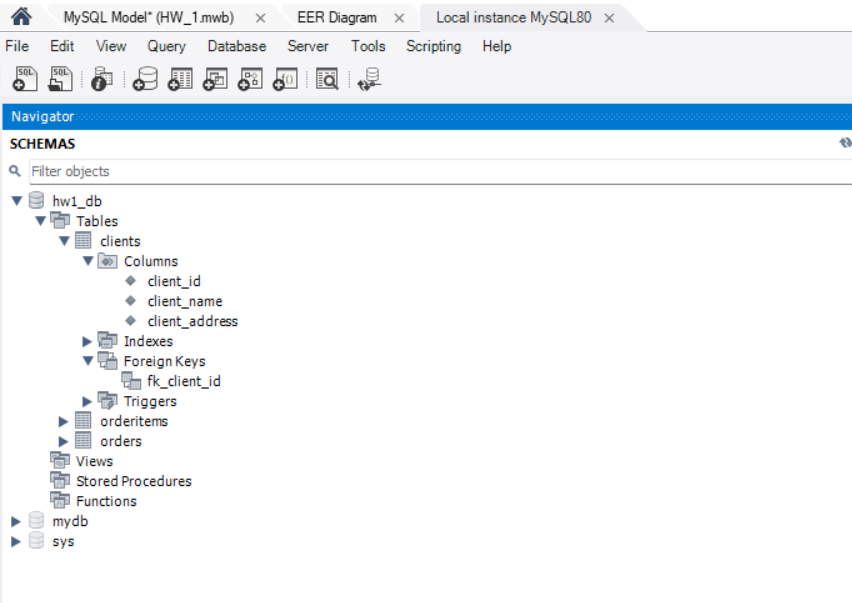 MySQL Model* (HW_1.mwb) × EER Diagram × Local instance MySQL80 ×
File Edit View Query Database Server Tools Scripting Help
SQL SQL
Navigator
SCHEMAS
Filter objects
hw1_db
Tables
clients
Columns
client_id
client_name
client_address
Indexes
Foreign Keys
fk_client_id
Triggers
orderitems
orders
Views
Stored Procedures
Functions
mydb
sys